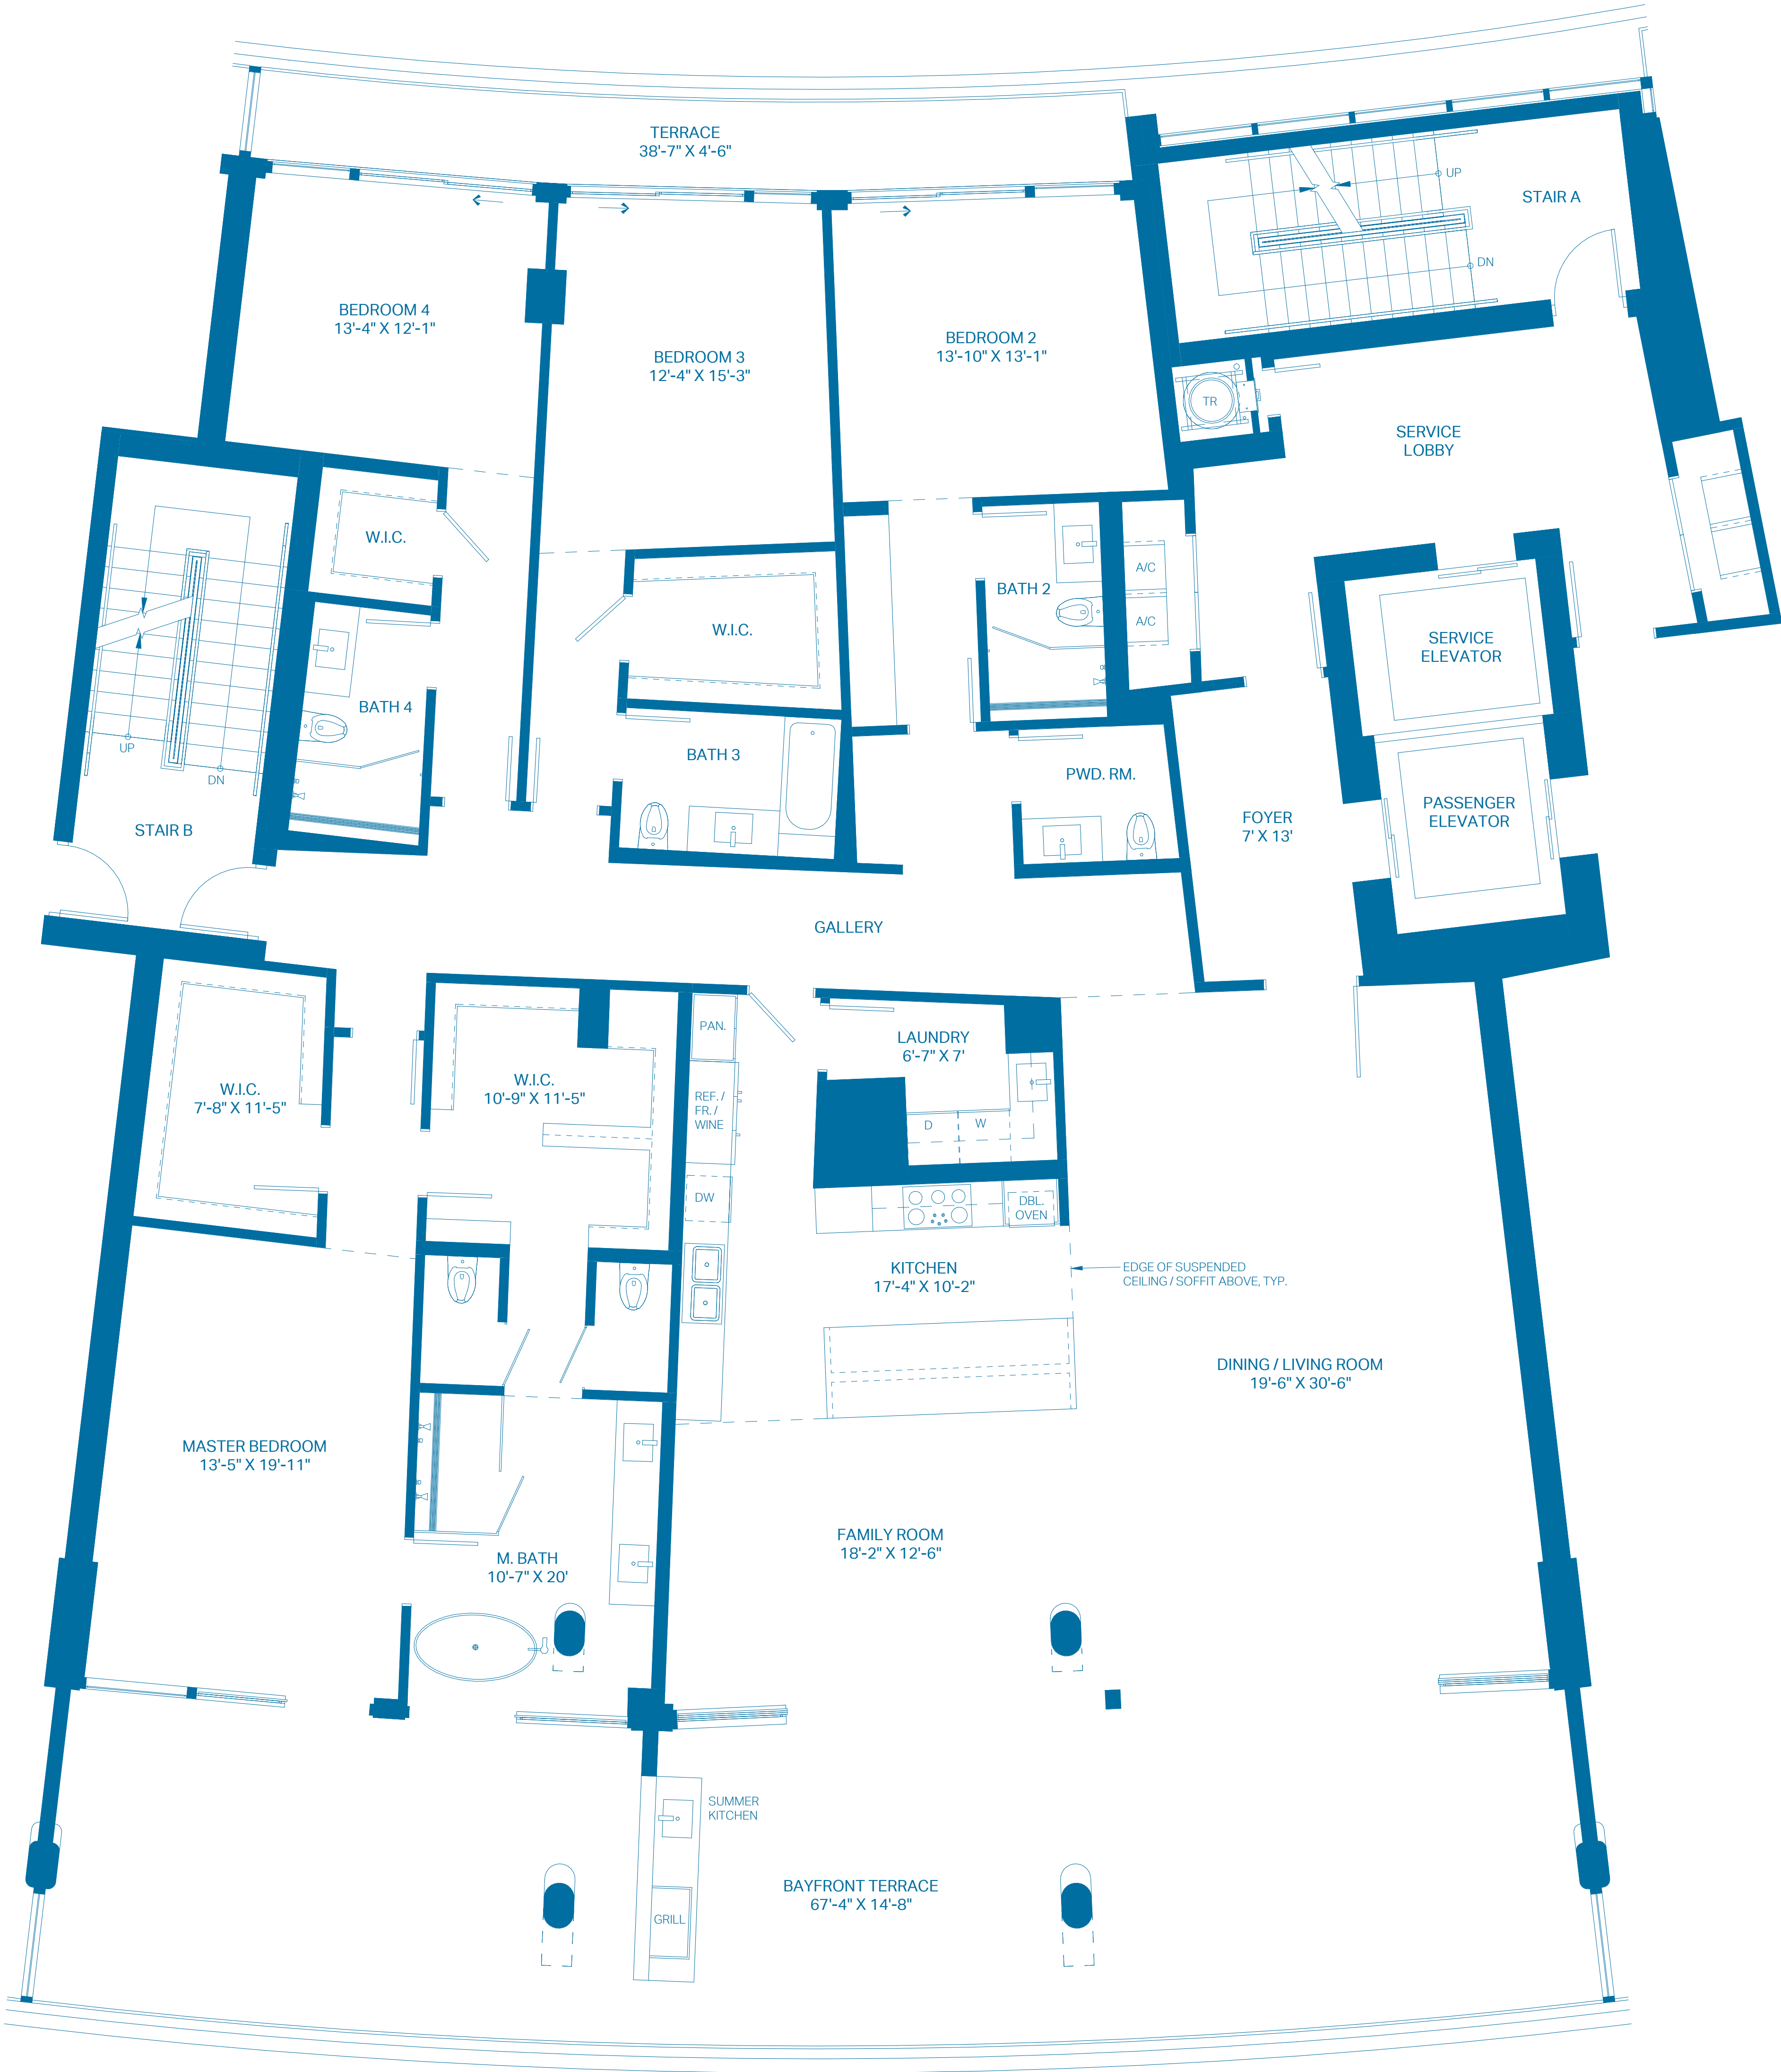 TERRACE
38'-7" X 4'-6"
UP
STAIR A
DN
BEDROOM 4
13'-4" X 12'-1"
BEDROOM 3
12'-4" X 15'-3"
BEDROOM 2
13'-10" X 13'-1"
TR
SERVICE
LOBBY
W.I.C.
W.I.C.
BATH 2
A/C
A/C
SERVICE
ELEVATOR
BATH 4
UP
DN
BATH 3
PWD. RM.
STAIR B
FOYER
7' X 13'
PASSENGER
ELEVATOR
GALLERY
W.I.C.
7'-8" X 11'-5"
W.I.C.
10'-9" X 11'-5"
PAN.
REF. /
FR. /
WINE
DW
LAUNDRY
6'-7" X 7'
D
W
DBL.
OVEN
KITCHEN
17'-4" X 10'-2"
EDGE OF SUSPENDED
CEILING / SOFFIT ABOVE, TYP.
DINING / LIVING ROOM
19'-6" X 30'-6"
MASTER BEDROOM
13'-5" X 19'-11"
M. BATH
10'-7" X 20'
FAMILY ROOM
18'-2" X 12'-6"
SUMMER
KITCHEN
GRILL
BAYFRONT TERRACE
67'-4" X 14'-8"